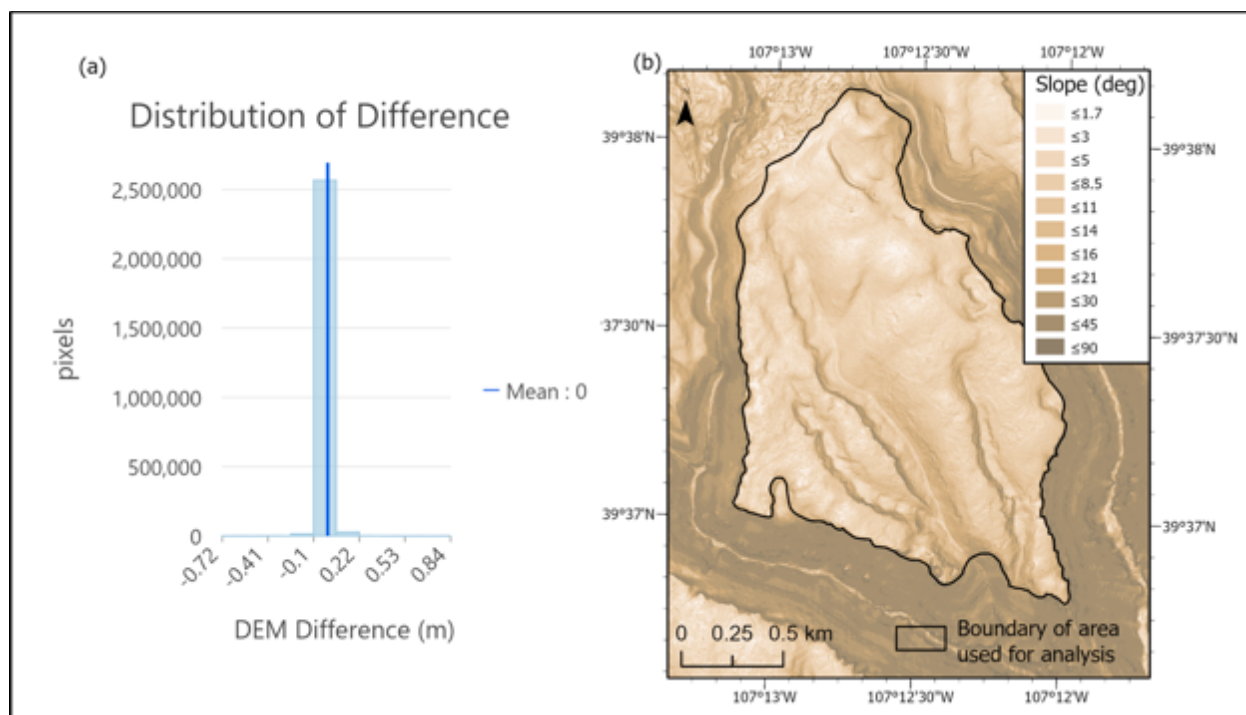 (a)
Distribution of Difference
2,500,000
2,000,000
1,500,000
1,000,000
500,000
0
pixels
-0.72
-0.41
-0.1
0.22
0.53
0.84
DEM Difference (m)
Mean : 0
(b)
107°13'W
107°12'30"W
107°12'W
39°38'N
37'30"N
39°37'N
39°38'N
39°37'30"N
39°37'N
Slope (deg)
≤1.7
≤3
≤5
≤8.5
≤11
≤14
≤16
≤21
≤30
≤45
≤90
0 0.25 0.5 km
Boundary of area
used for analysis
107°13'W
107°12'30"W
107°12'W